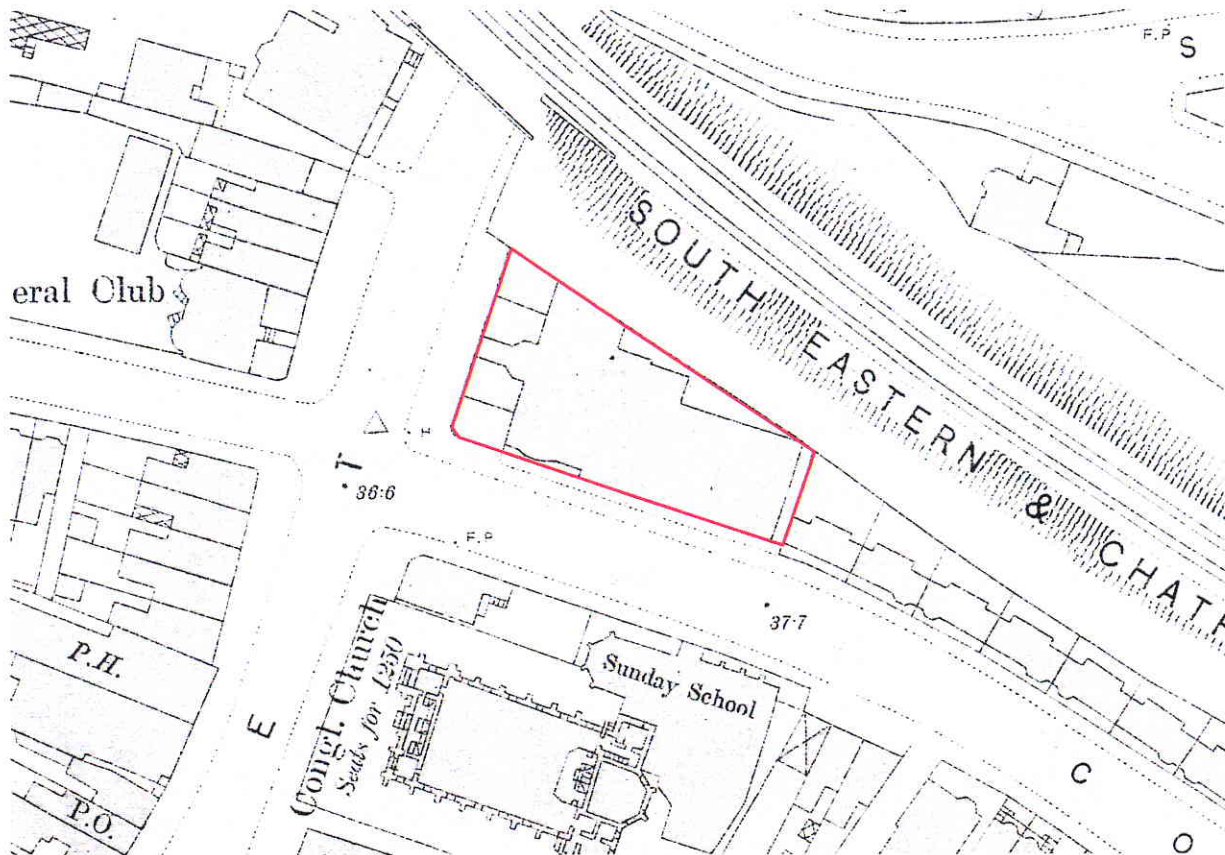 F.P
S
eral Club
SOUTH EASTERN & CHATH
T
36·6
F.P
37·7
P.H.
Congl. Church
Seats for 1250
Sunday School
E
P.O.
C
O